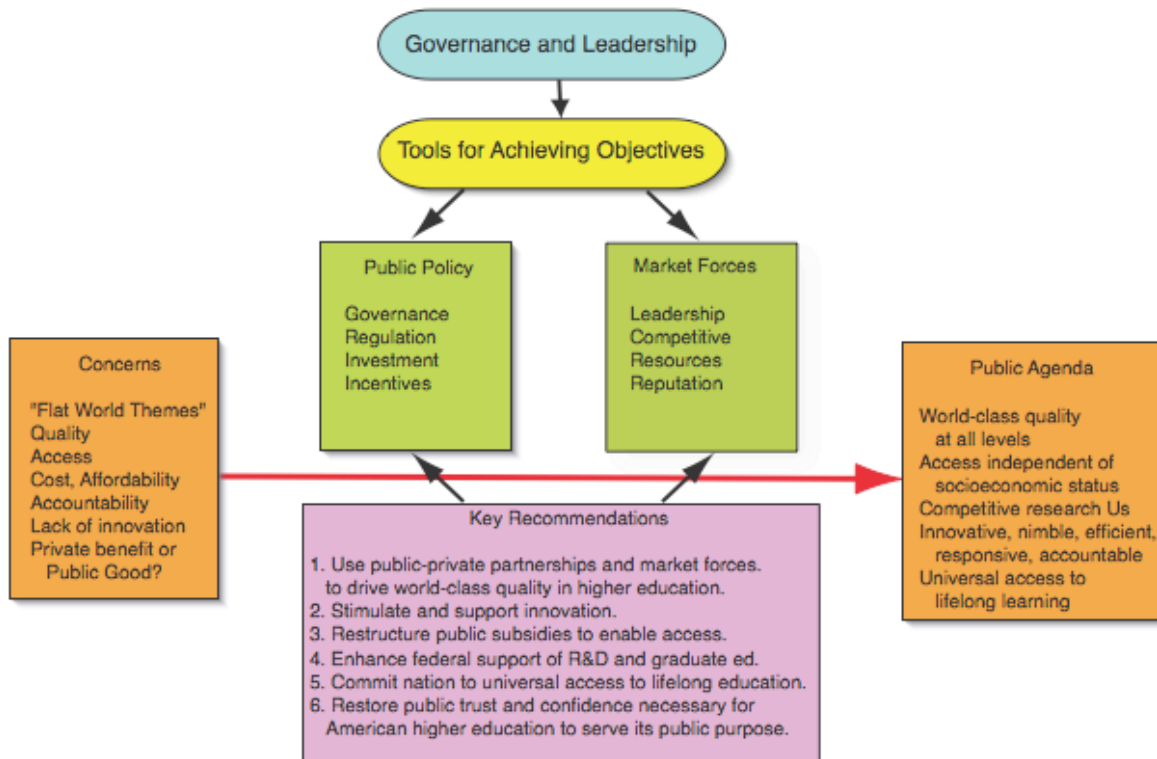 Governance and Leadership
Tools for Achieving Objectives
Public Policy
Governance
Regulation
Investment
Incentives
Market Forces
Leadership
Competitive
Resources
Reputation
Concerns
"Flat World Themes"
Quality
Access
Cost, Affordability
Accountability
Lack of innovation
Private benefit or
Public Good?
Public Agenda
World-class quality
at all levels
Access independent of
socioeconomic status
Competitive research Us
Innovative, nimble, efficient,
responsive, accountable
Universal access to
lifelong learning
Key Recommendations
1. Use public-private partnerships and market forces.
to drive world-class quality in higher education.
2. Stimulate and support innovation.
3. Restructure public subsidies to enable access.
4. Enhance federal support of R&D and graduate ed.
5. Commit nation to universal access to lifelong education.
6. Restore public trust and confidence necessary for
American higher education to serve its public purpose.